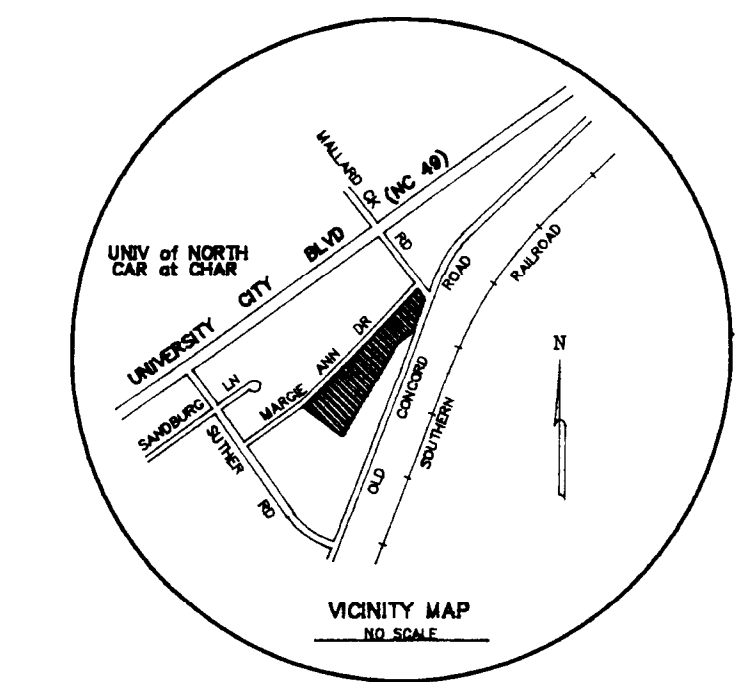 MALLARD CK RD
UNIVERSITY CITY BLVD (NC 49)
UNIV of NORTH
CAR at CHAR
SANDBURG LN
MARGIE ANN DR
SUTHER RD
OLD CONCORD ROAD
SOUTHERN RAILROAD
N
VICINITY MAP
NO SCALE